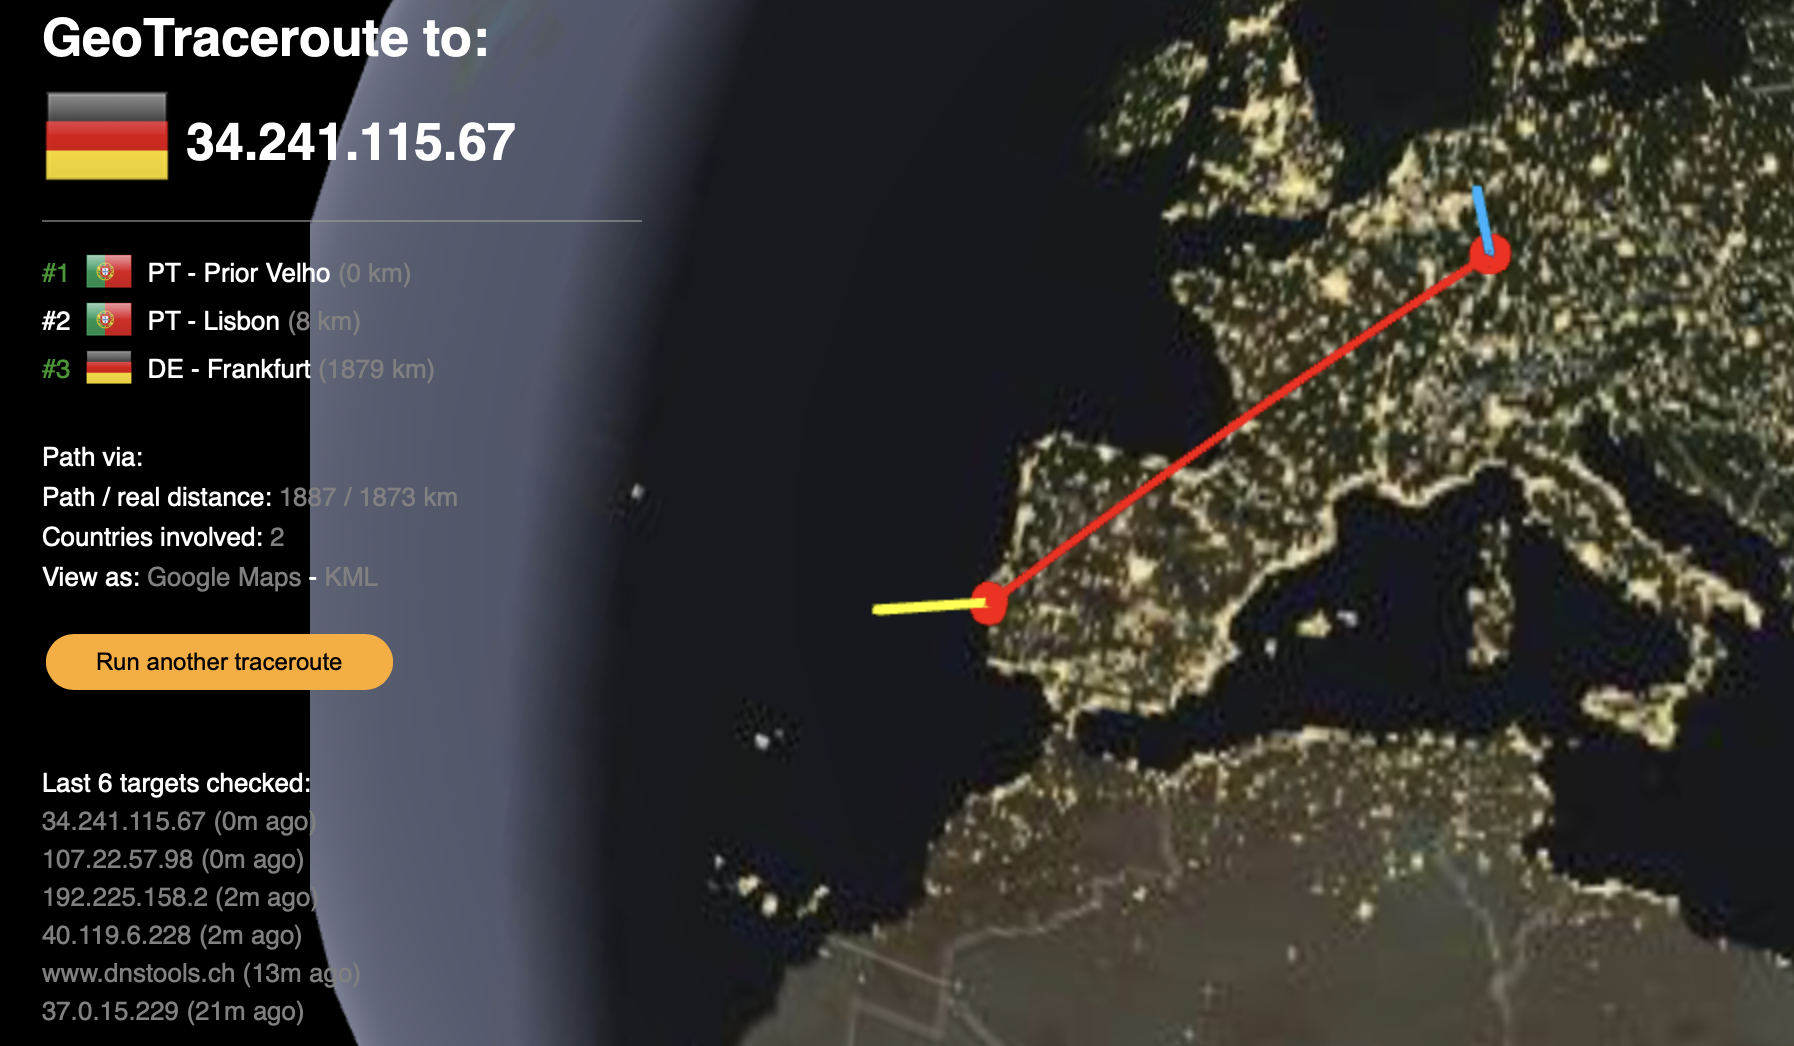 GeoTraceroute to:
34.241.115.67
#1 PT - Prior Velho (0 km)
#2 PT - Lisbon (8 km)
#3 DE - Frankfurt (1879 km)
Path via:
Path / real distance: 1887 / 1873 km
Countries involved: 2
View as: Google Maps - KML
Run another traceroute
Last 6 targets checked:
34.241.115.67 (0m ago)
107.22.57.98 (0m ago)
192.225.158.2 (2m ago)
40.119.6.228 (2m ago)
www.dnstools.ch (13m ago)
37.0.15.229 (21m ago)